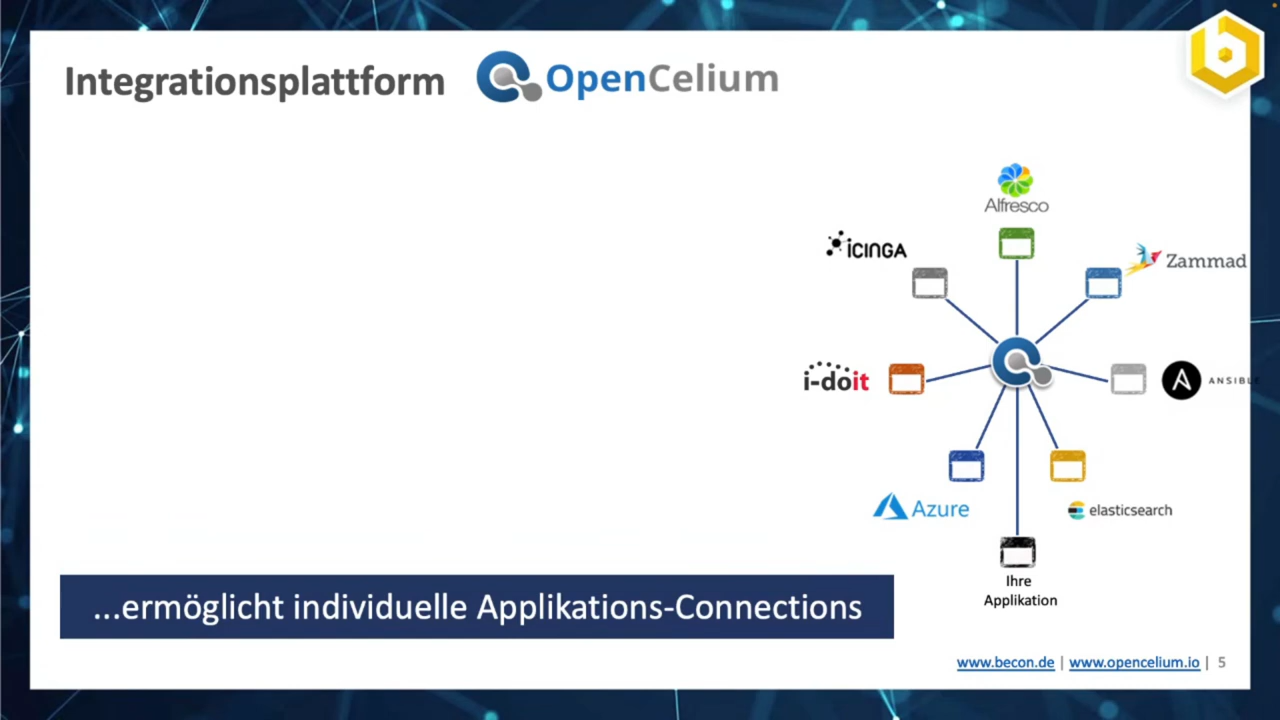 Integrationsplattform OpenCelium
Alfresco
ICINGA
Zammad
i-doit
ANSIBLE
Azure
elasticsearch
Ihre
Applikation
...ermöglicht individuelle Applikations-Connections
www.becon.de | www.opencelium.io | 5